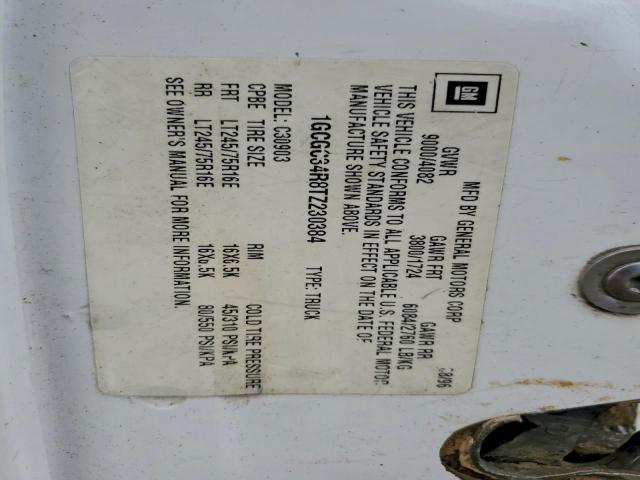 GM
MFD BY GENERAL MOTORS CORP 08/96
GVWR GAWR FRT GAWR RR
9000/4082 3800/1724 6084/2760 LB/KG
THIS VEHICLE CONFORMS TO ALL APPLICABLE U.S. FEDERAL MOTOR
VEHICLE SAFETY STANDARDS IN EFFECT ON THE DATE OF
MANUFACTURE SHOWN ABOVE.
1GCGC34R8TZ230384 TYPE: TRUCK
MODEL: C30903
CPBE TIRE SIZE RIM COLD TIRE PRESSURE
FRT LT245/75R16E 16X6.5K 45/310 PSI/KPA
RR LT245/75R16E 16X6.5K 80/550 PSI/KPA
SEE OWNER'S MANUAL FOR MORE INFORMATION.